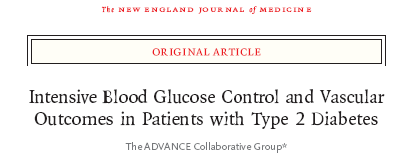 The NEW ENGLAND JOURNAL of MEDICINE
ORIGINAL ARTICLE
Intensive Blood Glucose Control and Vascular
Outcomes in Patients with Type 2 Diabetes
The ADVANCE Collaborative Group*